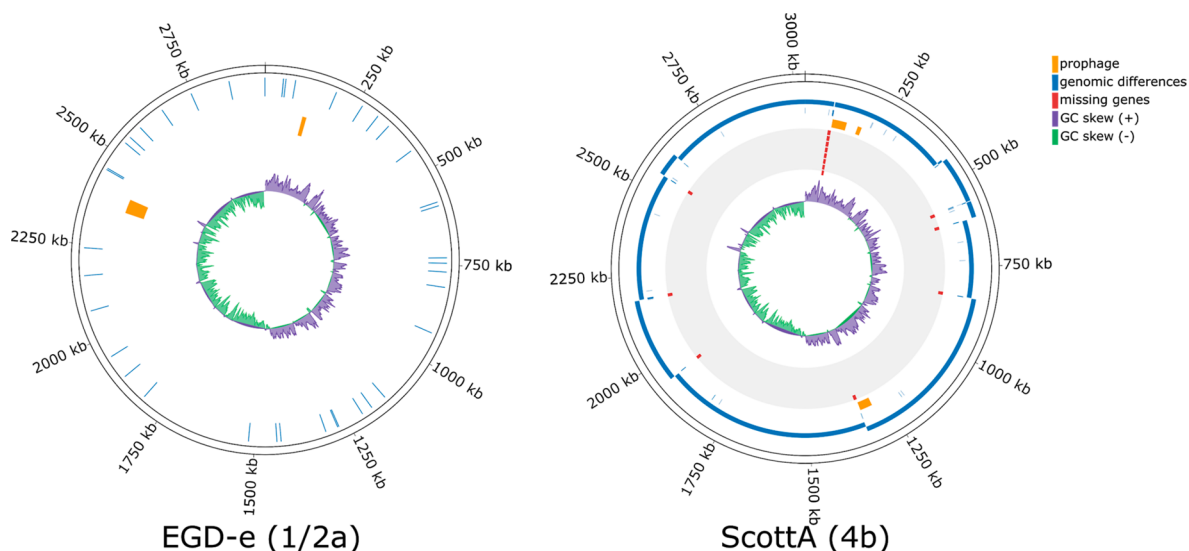 2750 kb
250 kb
2500 kb
500 kb
2250 kb
750 kb
2000 kb
1000 kb
1750 kb
1250 kb
1500 kb
EGD-e (1/2a)
3000 kb
2750 kb
250 kb
2500 kb
500 kb
2250 kb
750 kb
2000 kb
1000 kb
1750 kb
1250 kb
1500 kb
ScottA (4b)
prophage
genomic differences
missing genes
GC skew (+)
GC skew (-)